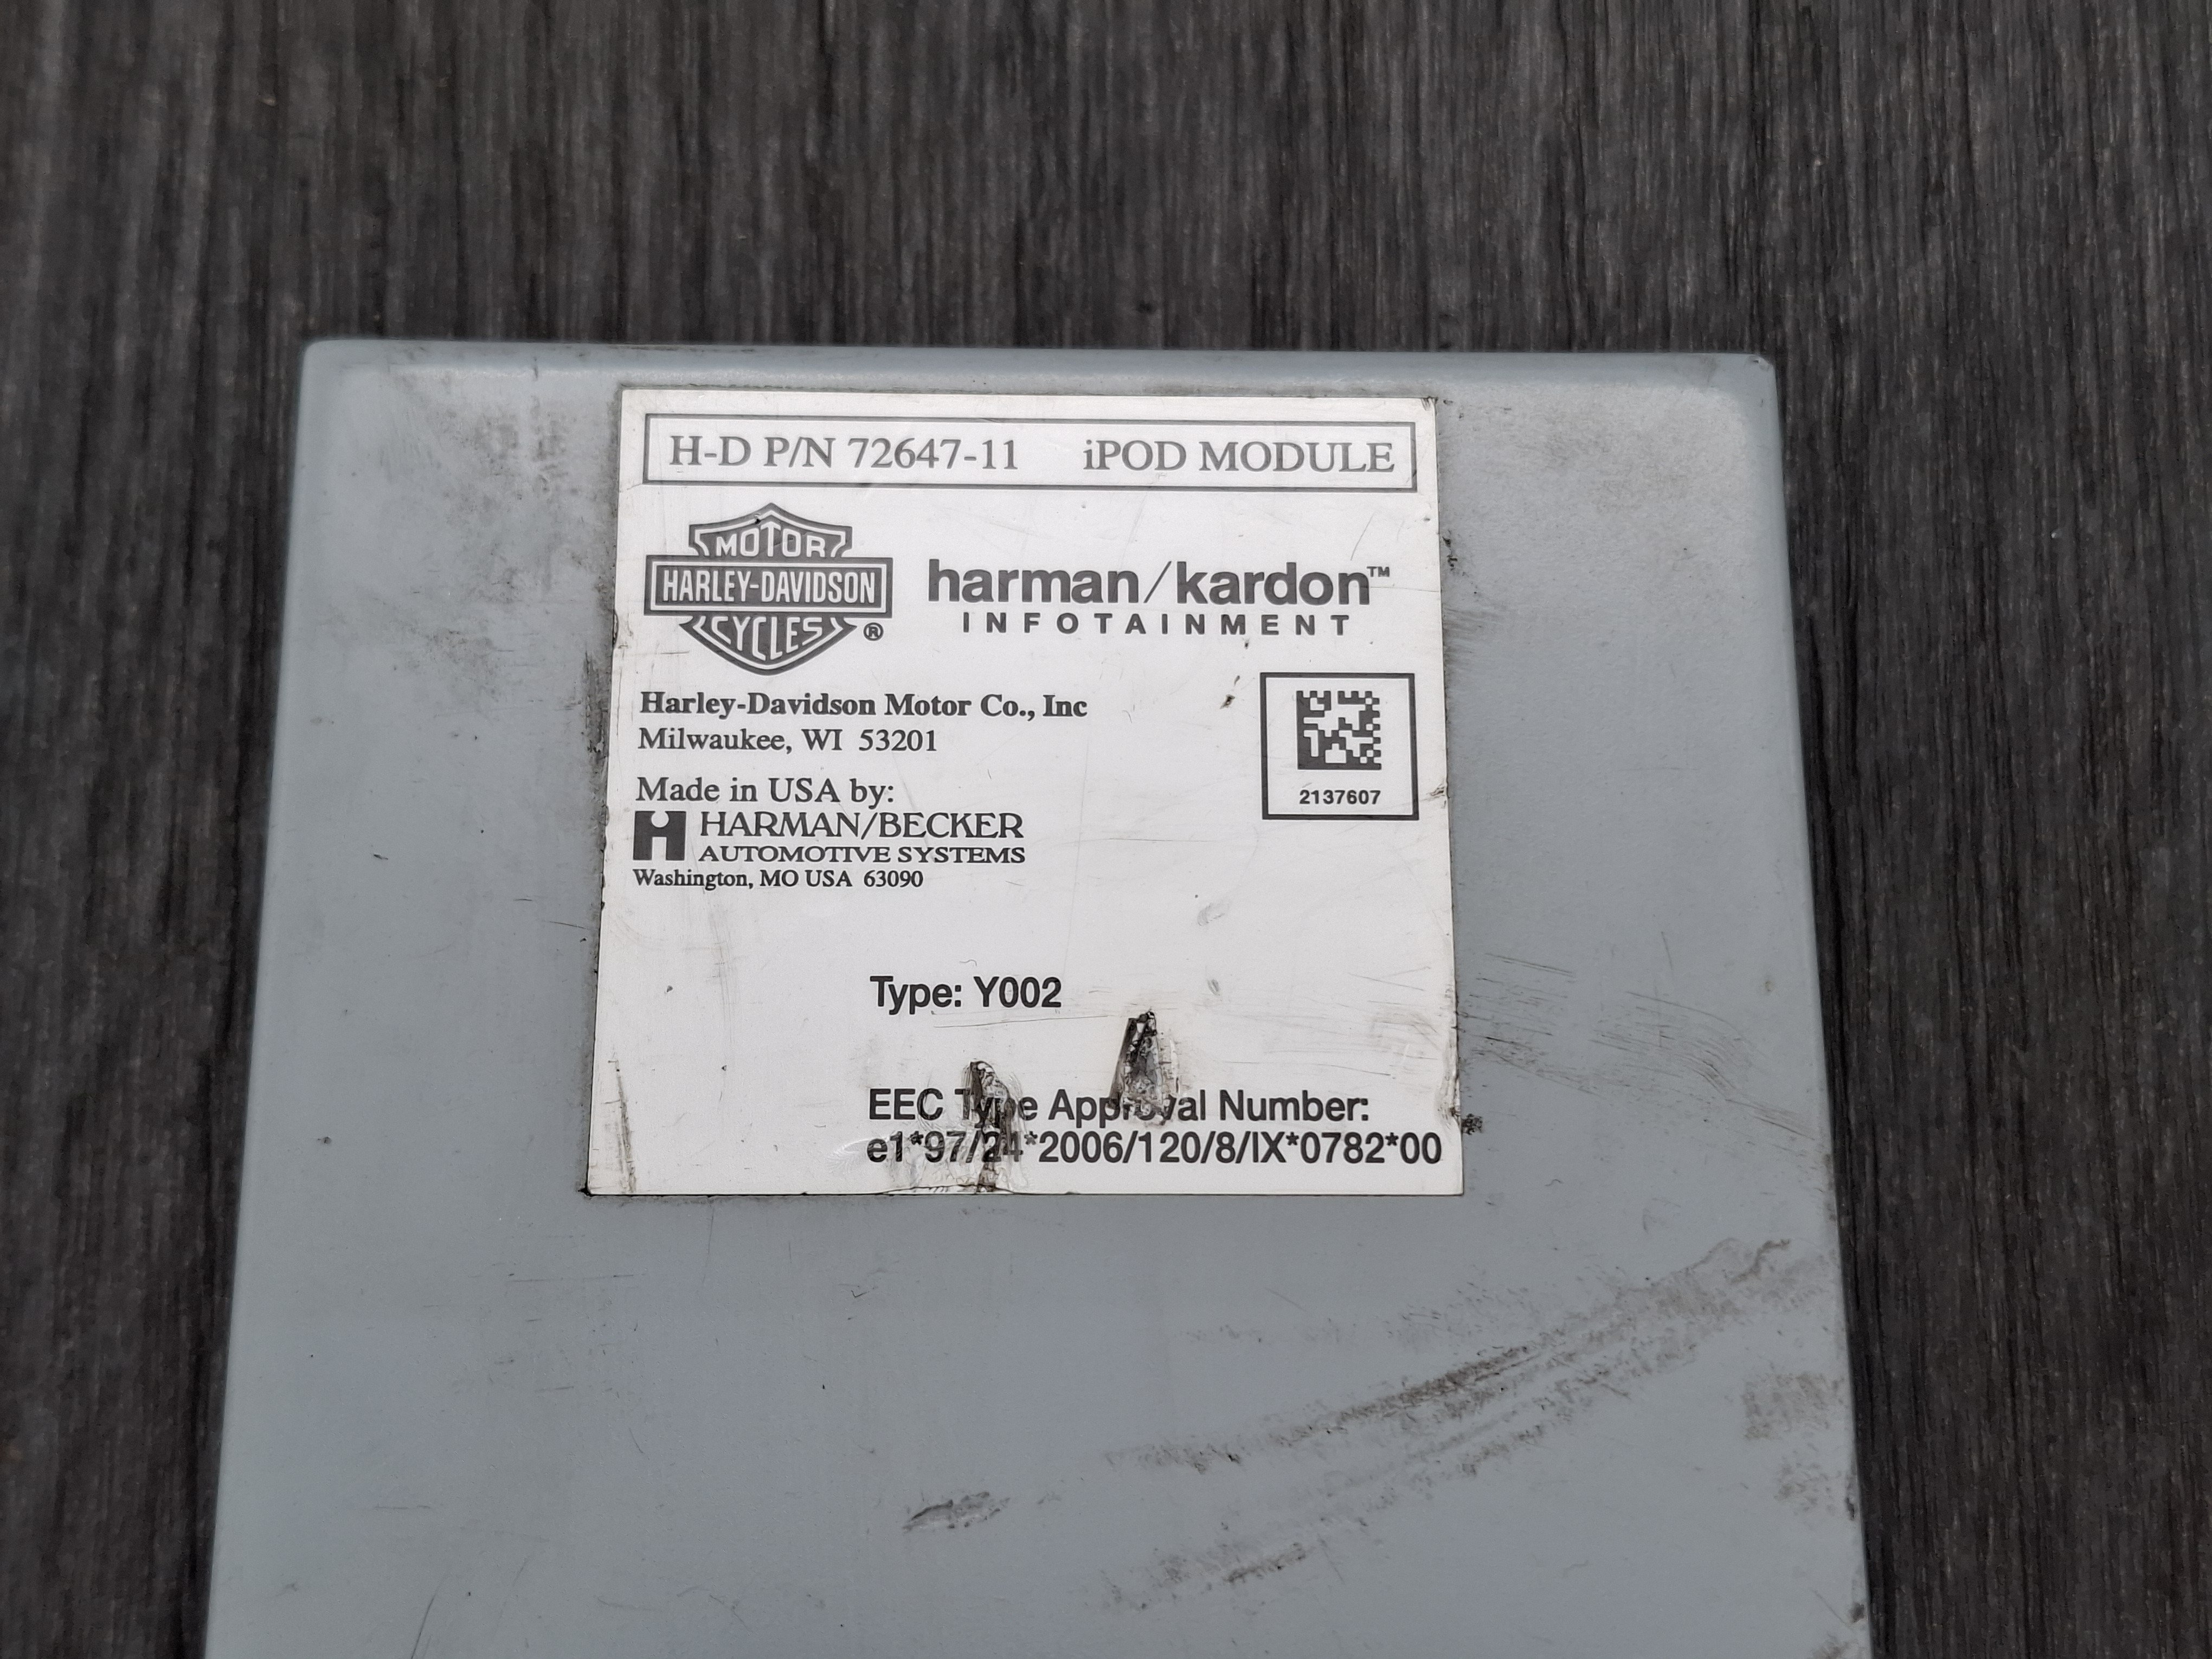 H-D P/N 72647-11 iPOD MODULE
MOTOR
HARLEY-DAVIDSON
CYCLES ®
harman/kardon™
INFOTAINMENT
Harley-Davidson Motor Co., Inc
Milwaukee, WI 53201
2137607
Made in USA by:
HARMAN/BECKER
AUTOMOTIVE SYSTEMS
Washington, MO USA 63090
Type: Y002
EEC Type Approval Number:
e1*97/24*2006/120/8/IX*0782*00